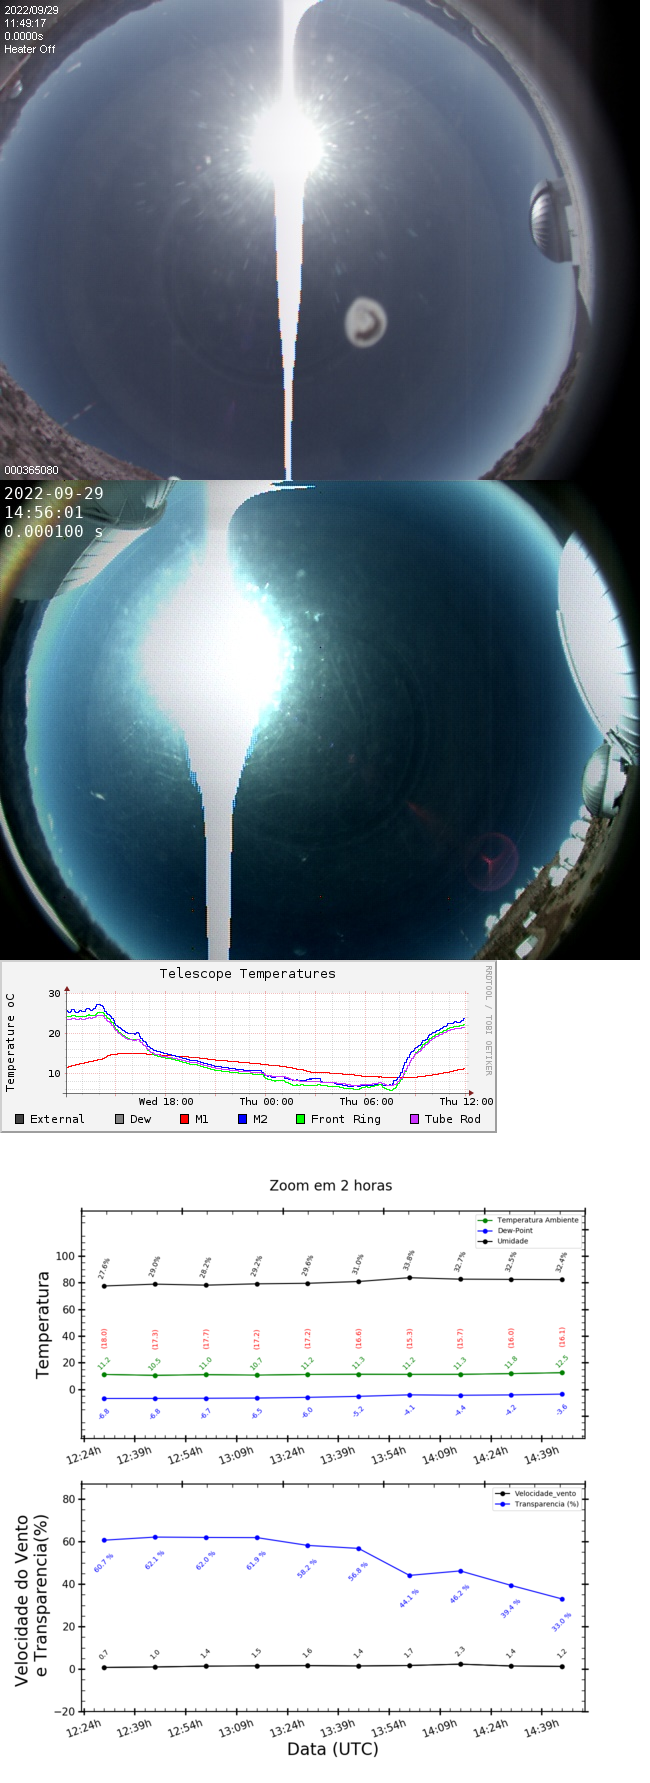 2022/09/29
11:49:17
0.0000s
Heater Off
000365080
2022-09-29
14:56:01
0.000100 s
Telescope Temperatures
RRDTOOL / TOBI OETIKER
Temperature oC
30
20
10
Wed 18:00 Thu 00:00 Thu 06:00 Thu 12:00
External Dew M1 M2 Front Ring Tube Rod
Zoom em 2 horas
Temperatura Ambiente
Dew-Point
Umidade
Temperatura
100
80
60
40
20
0
27.6% 29.0% 28.2% 29.2% 29.6% 31.0% 33.8% 32.7% 32.5% 32.4%
(18.0) (17.3) (17.7) (17.2) (17.2) (16.6) (15.3) (15.7) (16.0) (16.1)
11.2 10.5 11.0 10.7 11.2 11.3 11.2 11.3 11.8 12.5
-6.8 -6.8 -6.7 -6.5 -6.0 -5.2 -4.1 -4.4 -4.2 -3.6
12:24h 12:39h 12:54h 13:09h 13:24h 13:39h 13:54h 14:09h 14:24h 14:39h
Velocidade_vento
Transparencia (%)
Velocidade do Vento
e Transparencia(%)
80
60
40
20
0
−20
60.7 % 62.1 % 62.0 % 61.9 % 58.2 % 56.8 % 44.1 % 46.2 % 39.4 % 33.0 %
0.7 1.0 1.4 1.5 1.6 1.4 1.7 2.3 1.4 1.2
12:24h 12:39h 12:54h 13:09h 13:24h 13:39h 13:54h 14:09h 14:24h 14:39h
Data (UTC)